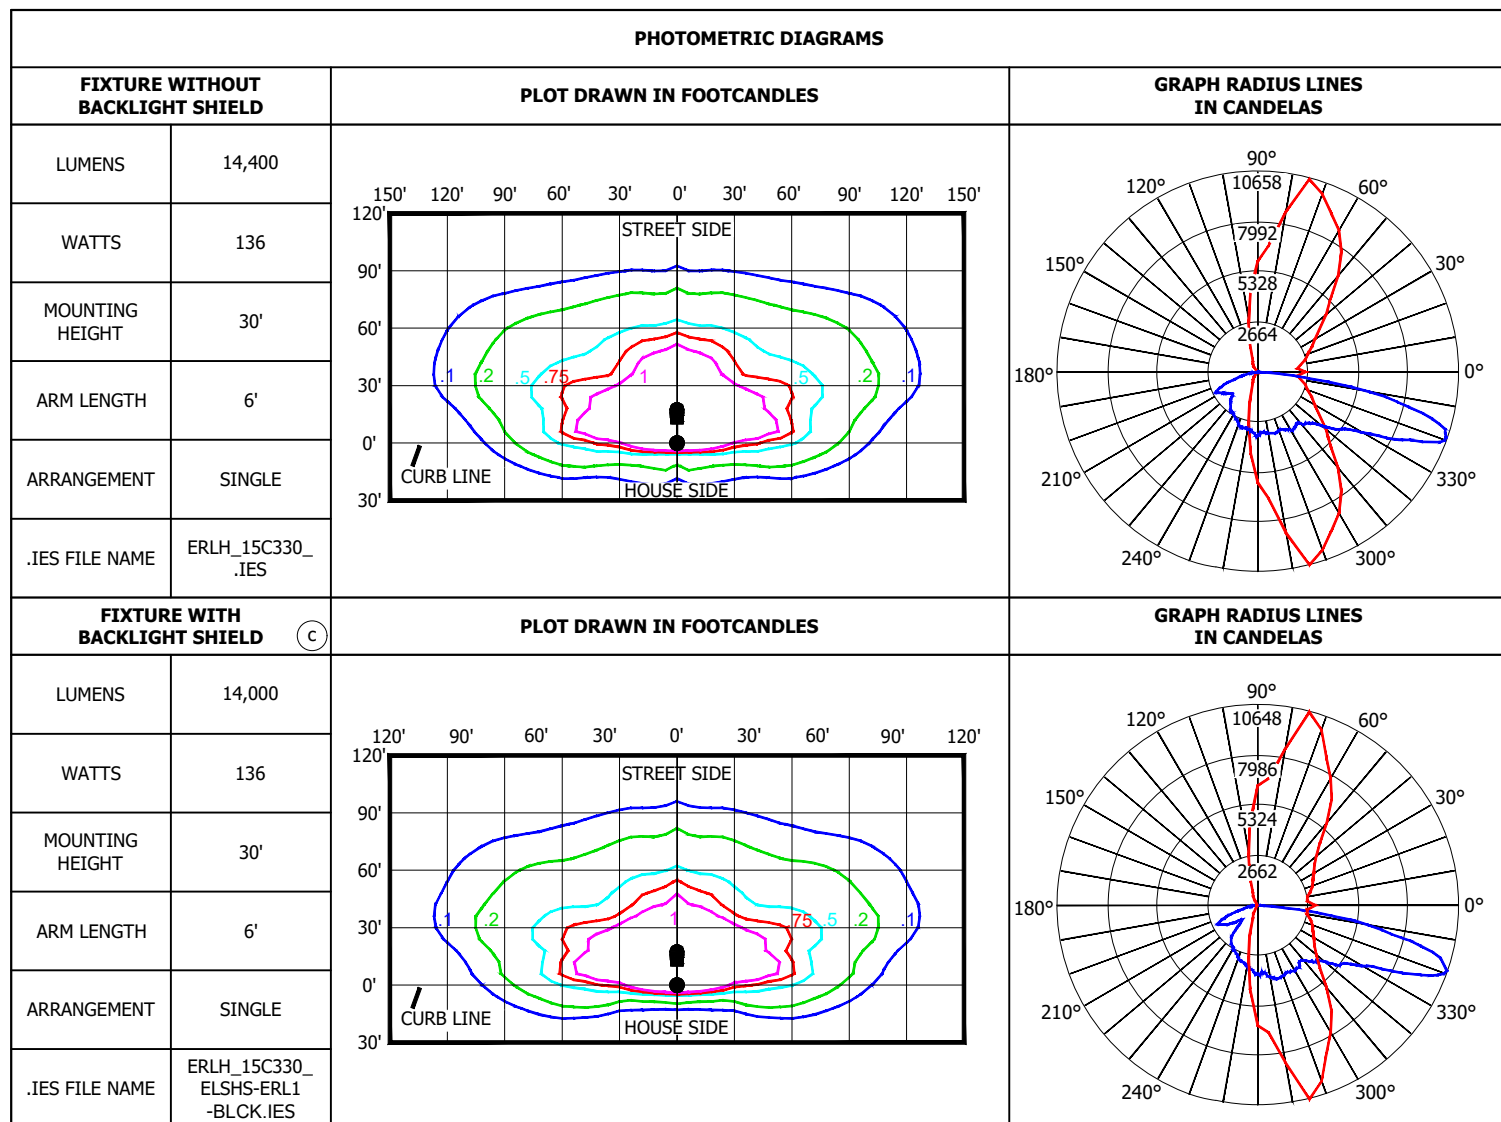 PHOTOMETRIC DIAGRAMS
FIXTURE WITHOUT
BACKLIGHT SHIELD
PLOT DRAWN IN FOOTCANDLES
GRAPH RADIUS LINES
IN CANDELAS
LUMENS 14,400
WATTS 136
MOUNTING
HEIGHT
30'
ARM LENGTH 6'
ARRANGEMENT SINGLE
.IES FILE NAME
ERLH_15C330_
.IES
150' 120' 90' 60' 30' 0' 30' 60' 90' 120' 150'
120'
STREET SIDE
90'
60'
.1 .2 .5 .75 1 .5 .2 .1
30'
0'
CURB LINE
HOUSE SIDE
30'
90°
120° 10658 60°
7992
150° 5328 30°
2664
180° 0°
210° 330°
240° 300°
FIXTURE WITH
BACKLIGHT SHIELD C
PLOT DRAWN IN FOOTCANDLES
GRAPH RADIUS LINES
IN CANDELAS
LUMENS 14,000
WATTS 136
MOUNTING
HEIGHT
30'
ARM LENGTH 6'
ARRANGEMENT SINGLE
.IES FILE NAME
ERLH_15C330_
ELSHS-ERL1
-BLCK.IES
120' 90' 60' 30' 0' 30' 60' 90' 120'
120'
STREET SIDE
90'
60'
.1 .2 1 .75 .5 .2 .1
30'
0'
CURB LINE
HOUSE SIDE
30'
90°
120° 10648 60°
7986
150° 5324 30°
2662
180° 0°
210° 330°
240° 300°